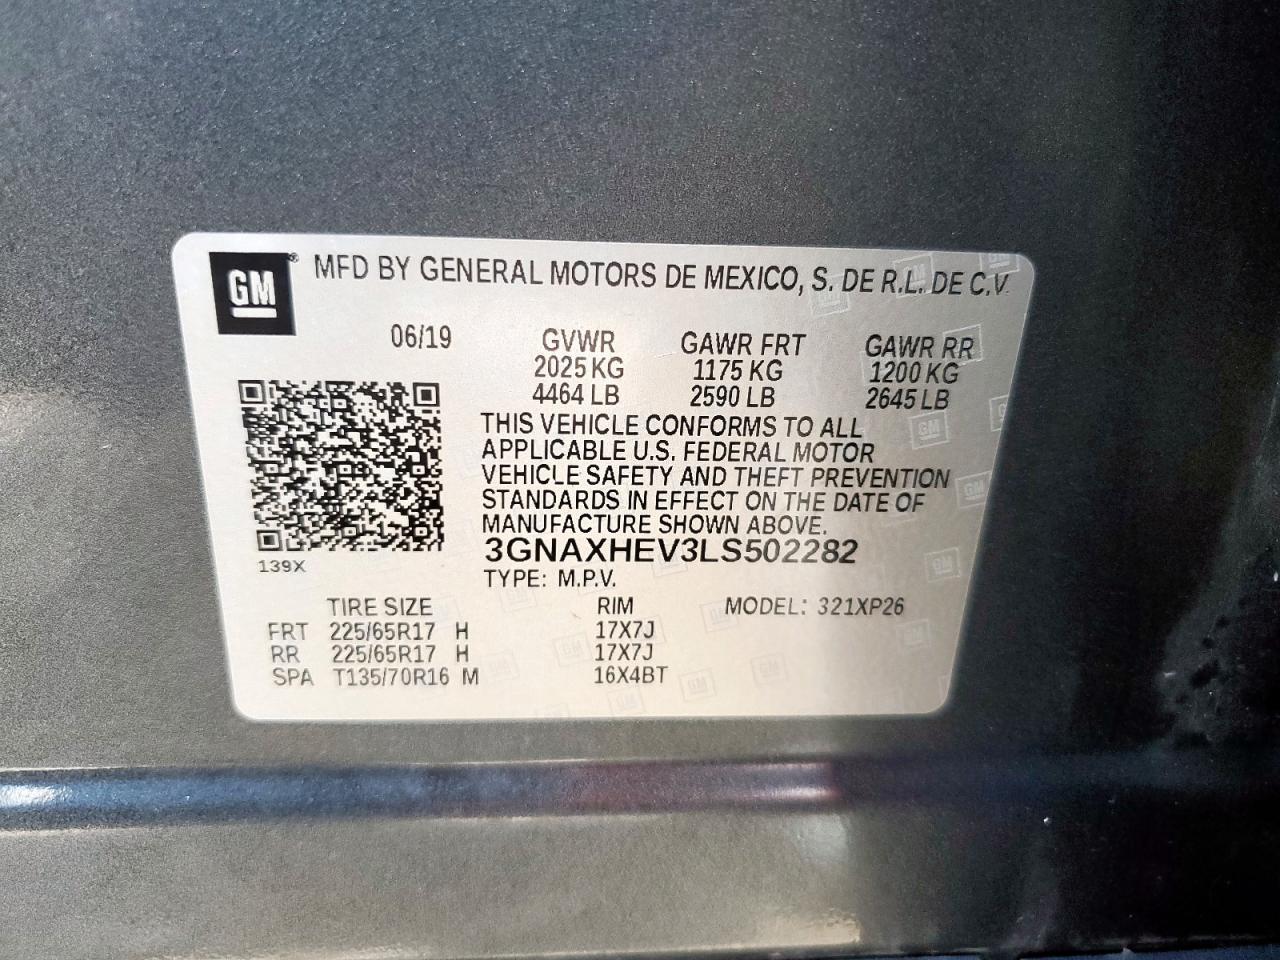 GM® MFD BY GENERAL MOTORS DE MEXICO, S. DE R.L. DE C.V.
06/19 GVWR GAWR FRT GAWR RR
2025 KG 1175 KG 1200 KG
4464 LB 2590 LB 2645 LB
THIS VEHICLE CONFORMS TO ALL
APPLICABLE U.S. FEDERAL MOTOR
VEHICLE SAFETY AND THEFT PREVENTION
STANDARDS IN EFFECT ON THE DATE OF
MANUFACTURE SHOWN ABOVE.
3GNAXHEV3LS502282
139X
TYPE: M.P.V.
TIRE SIZE RIM MODEL: 321XP26
FRT 225/65R17 H 17X7J
RR 225/65R17 H 17X7J
SPA T135/70R16 M 16X4BT